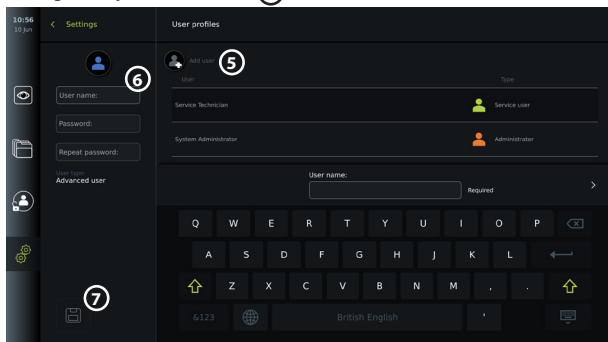 10:56
10 Jun
Settings
User profiles
5
Add user
6
User
Type
User name:
Service Technician
Service user
Password:
System Administrator
Administrator
Repeat password:
User type:
Advanced user
User name:
Required
Q W E R T Y U I O P
A S D F G H J K L
Z X C V B N M , .
&123
British English
'
7